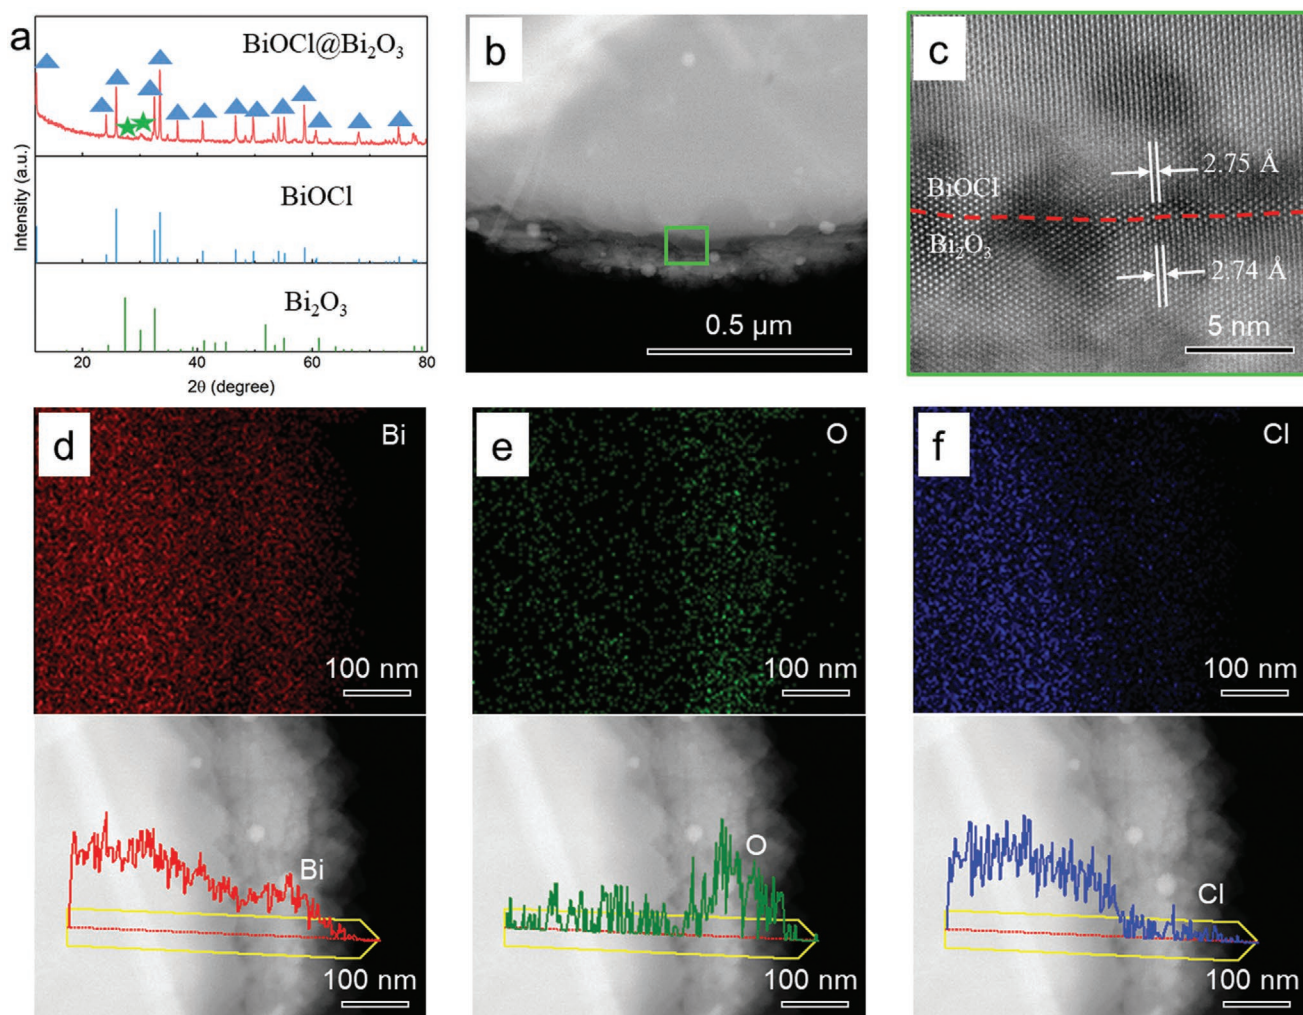 a
BiOCl@Bi₂O₃
BiOCl
Bi₂O₃
Intensity (a.u.)
20 40 60 80
2θ (degree)
b
0.5 μm
c
2.75 Å
BiOCl
Bi₂O₃
2.74 Å
5 nm
d
Bi
100 nm
Bi
100 nm
e
O
100 nm
O
100 nm
f
Cl
100 nm
Cl
100 nm